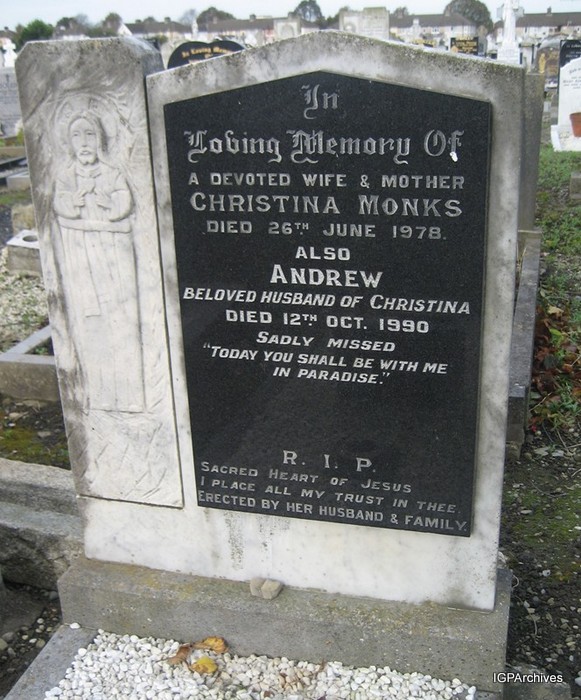 In
Loving Memory Of
A DEVOTED WIFE & MOTHER
CHRISTINA MONKS
DIED 26TH JUNE 1978.
ALSO
ANDREW
BELOVED HUSBAND OF CHRISTINA
DIED 12TH OCT. 1990
SADLY MISSED
"TODAY YOU SHALL BE WITH ME
IN PARADISE."
R. I. P.
SACRED HEART OF JESUS
I PLACE ALL MY TRUST IN THEE.
ERECTED BY HER HUSBAND & FAMILY.
IGPArchives